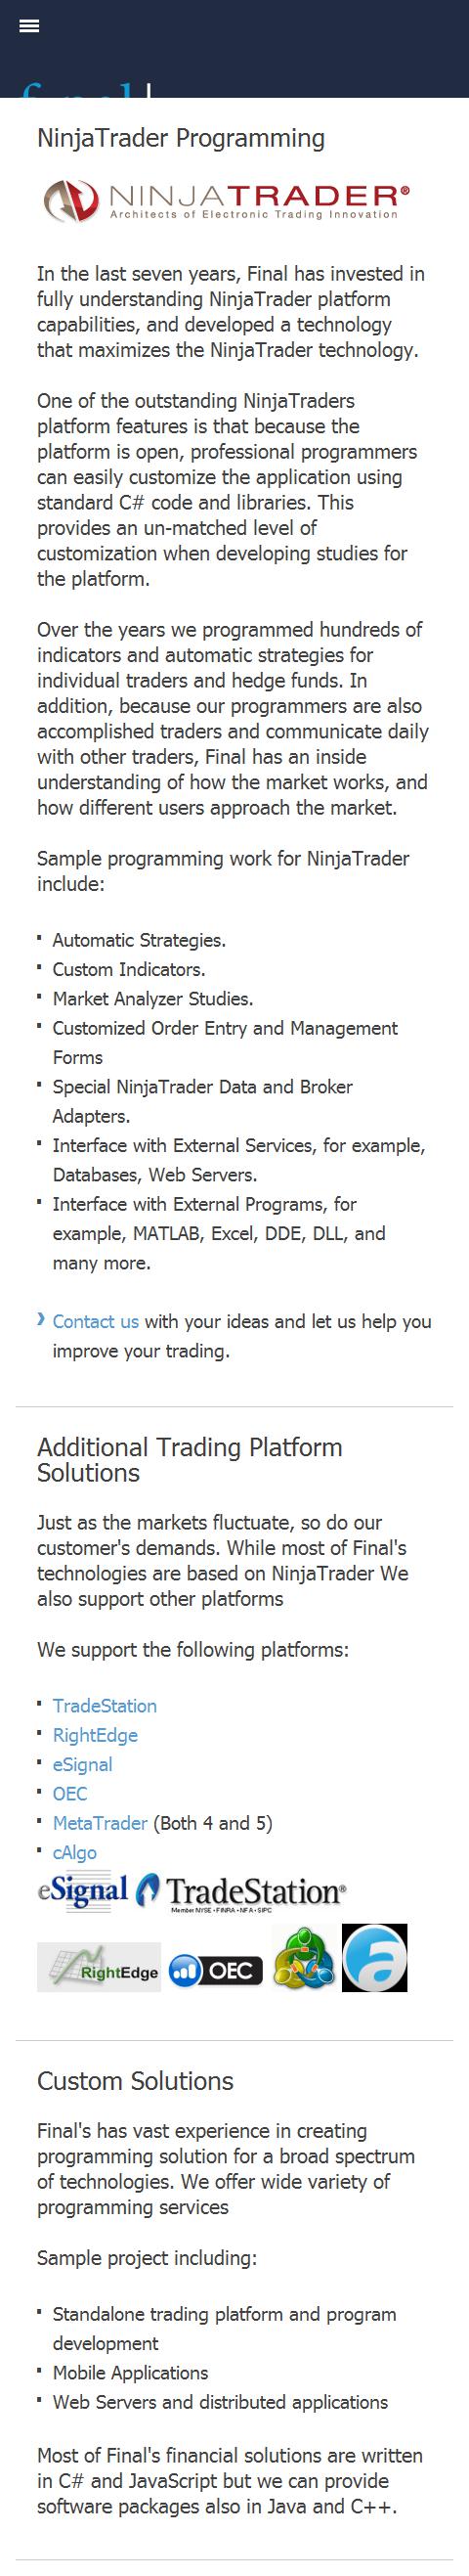 NinjaTrader Programming
NINJATRADER®
Architects of Electronic Trading Innovation
In the last seven years, Final has invested in
fully understanding NinjaTrader platform
capabilities, and developed a technology
that maximizes the NinjaTrader technology.
One of the outstanding NinjaTraders
platform features is that because the
platform is open, professional programmers
can easily customize the application using
standard C# code and libraries. This
provides an un-matched level of
customization when developing studies for
the platform.
Over the years we programmed hundreds of
indicators and automatic strategies for
individual traders and hedge funds. In
addition, because our programmers are also
accomplished traders and communicate daily
with other traders, Final has an inside
understanding of how the market works, and
how different users approach the market.
Sample programming work for NinjaTrader
include:
Automatic Strategies.
Custom Indicators.
Market Analyzer Studies.
Customized Order Entry and Management
Forms
Special NinjaTrader Data and Broker
Adapters.
Interface with External Services, for example,
Databases, Web Servers.
Interface with External Programs, for
example, MATLAB, Excel, DDE, DLL, and
many more.
Contact us with your ideas and let us help you
improve your trading.
Additional Trading Platform
Solutions
Just as the markets fluctuate, so do our
customer's demands. While most of Final's
technologies are based on NinjaTrader We
also support other platforms
We support the following platforms:
TradeStation
RightEdge
eSignal
OEC
MetaTrader (Both 4 and 5)
cAlgo
eSignal TradeStation®
Member NYSE • FINRA • NFA • SIPC
RightEdge OEC a
Custom Solutions
Final's has vast experience in creating
programming solution for a broad spectrum
of technologies. We offer wide variety of
programming services
Sample project including:
Standalone trading platform and program
development
Mobile Applications
Web Servers and distributed applications
Most of Final's financial solutions are written
in C# and JavaScript but we can provide
software packages also in Java and C++.